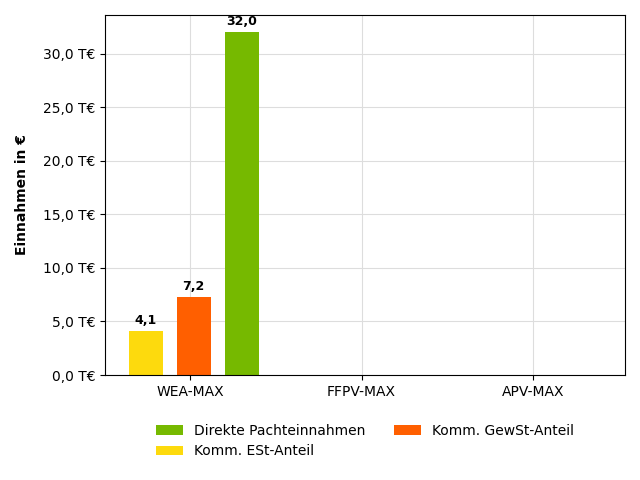 32,0
30,0 T€
25,0 T€
20,0 T€
15,0 T€
10,0 T€
5,0 T€
0,0 T€
Einnahmen in €
7,2
4,1
WEA-MAX FFPV-MAX APV-MAX
Direkte Pachteinnahmen Komm. GewSt-Anteil
Komm. ESt-Anteil